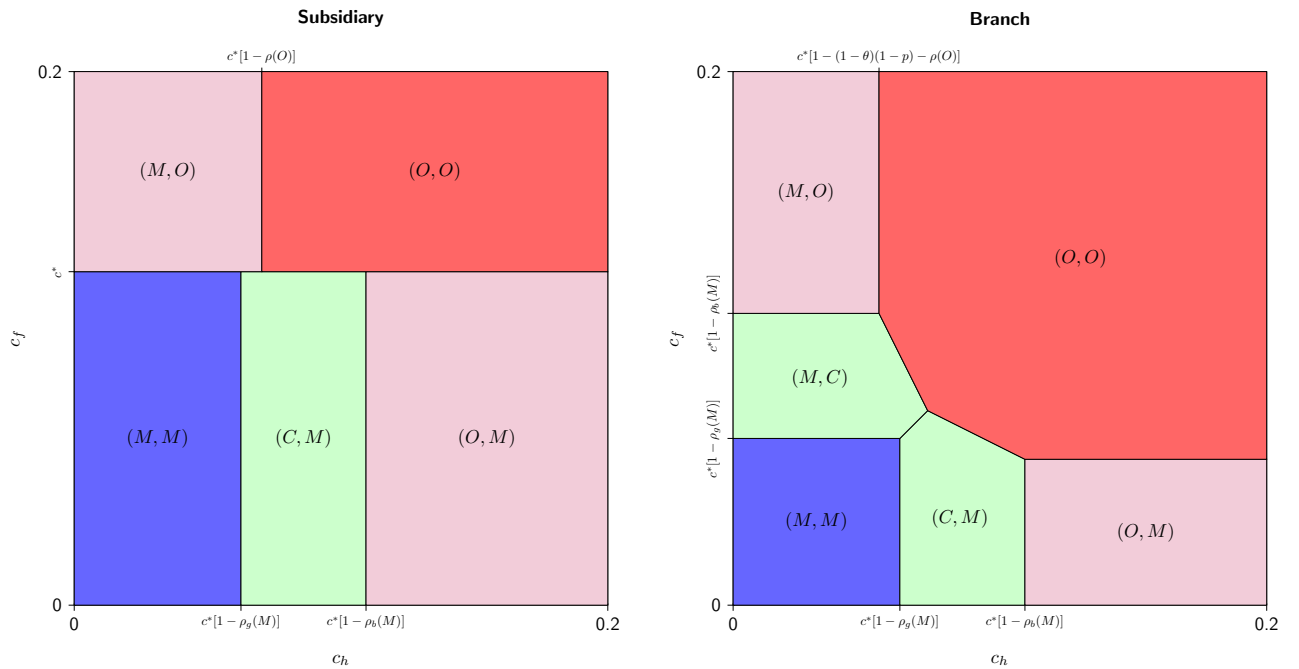 Subsidiary
c*[1 − ρ(O)]
0.2
(M, O)
(O, O)
c*
c_f
(M, M)
(C, M)
(O, M)
0
0
c*[1 − ρ_g(M)]
c*[1 − ρ_b(M)]
0.2
c_h
Branch
c*[1 − (1 − θ)(1 − p) − ρ(O)]
0.2
(M, O)
(O, O)
c*[1 − ρ_b(M)]
c_f
(M, C)
c*[1 − ρ_g(M)]
(M, M)
(C, M)
(O, M)
0
0
c*[1 − ρ_g(M)]
c*[1 − ρ_b(M)]
0.2
c_h